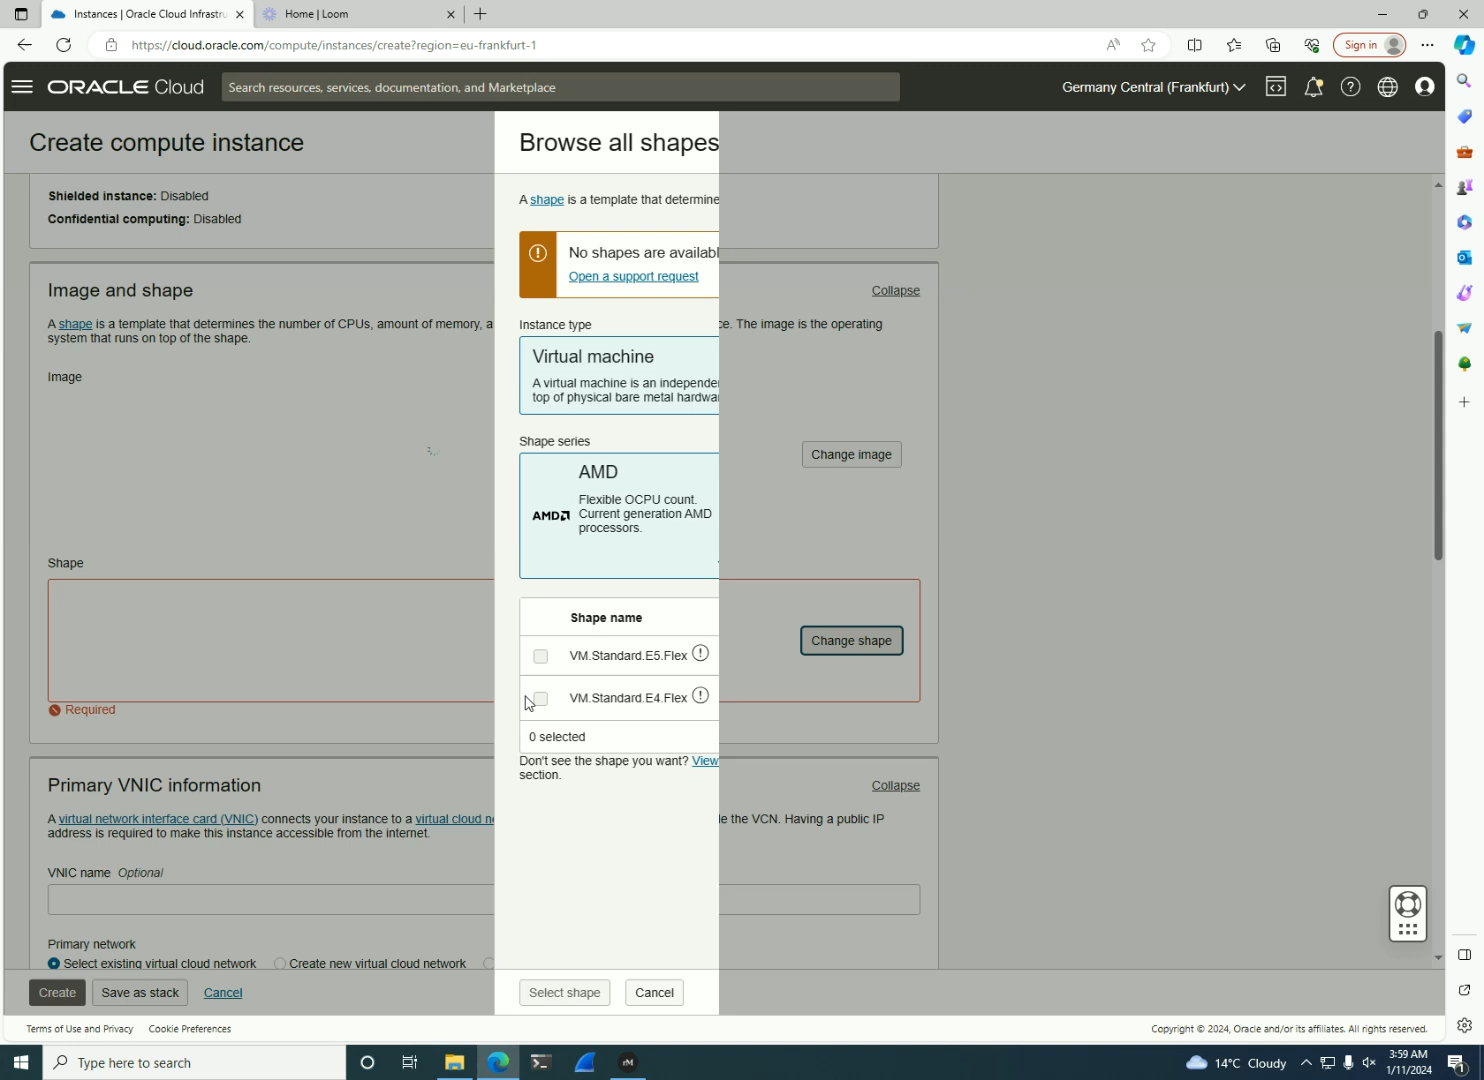 Instances | Oracle Cloud Infrastru
Home | Loom
https://cloud.oracle.com/compute/instances/create?region=eu-frankfurt-1
Sign in
ORACLE Cloud
Search resources, services, documentation, and Marketplace
Germany Central (Frankfurt)
Create compute instance
Browse all shapes
Shielded instance: Disabled
Confidential computing: Disabled
A shape is a template that determine
No shapes are availabl
Open a support request
Image and shape
Collapse
A shape is a template that determines the number of CPUs, amount of memory, a
ce. The image is the operating
system that runs on top of the shape.
Instance type
Virtual machine
A virtual machine is an independe
top of physical bare metal hardwa
Image
Change image
Shape series
AMD
AMD
Flexible OCPU count.
Current generation AMD
processors.
Shape
Change shape
Required
Shape name
VM.Standard.E5.Flex
VM.Standard.E4.Flex
0 selected
Don't see the shape you want? View
section.
Primary VNIC information
Collapse
A virtual network interface card (VNIC) connects your instance to a virtual cloud n
le the VCN. Having a public IP
address is required to make this instance accessible from the internet.
VNIC name Optional
Primary network
Select existing virtual cloud network
Create new virtual cloud network
Create
Save as stack
Cancel
Select shape
Cancel
Terms of Use and Privacy
Cookie Preferences
Copyright © 2024, Oracle and/or its affiliates. All rights reserved.
Type here to search
rM
14°C Cloudy
3:59 AM
1/11/2024
1